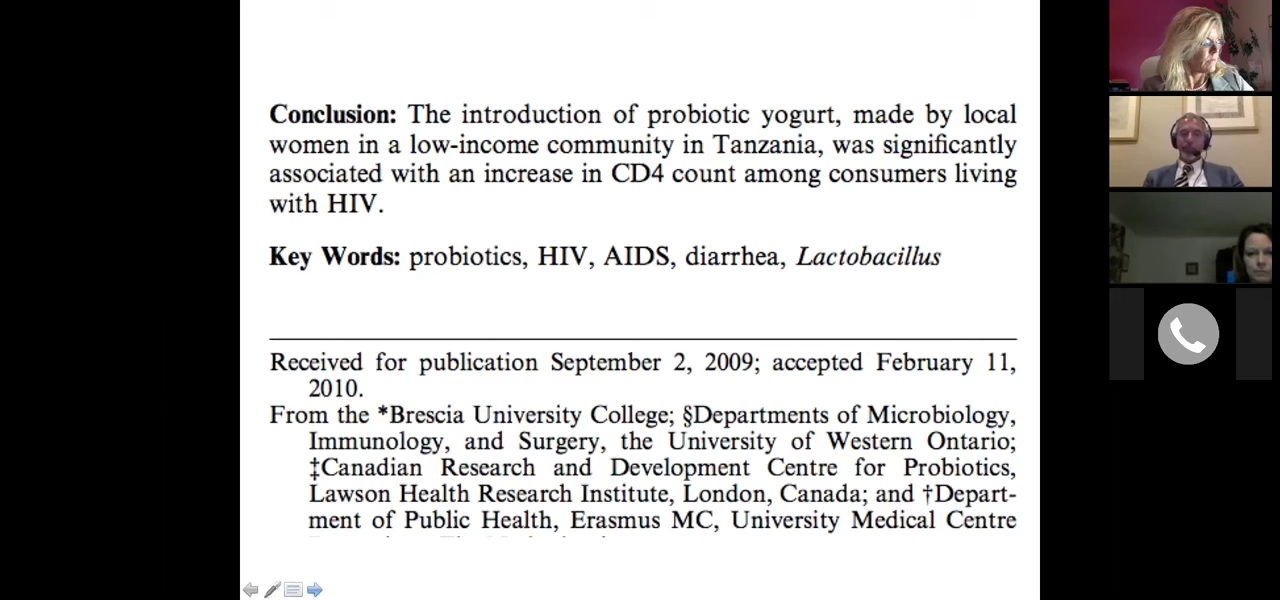 Conclusion: The introduction of probiotic yogurt, made by local
women in a low-income community in Tanzania, was significantly
associated with an increase in CD4 count among consumers living
with HIV.
Key Words: probiotics, HIV, AIDS, diarrhea, Lactobacillus
Received for publication September 2, 2009; accepted February 11,
2010.
From the *Brescia University College; §Departments of Microbiology,
Immunology, and Surgery, the University of Western Ontario;
‡Canadian Research and Development Centre for Probiotics,
Lawson Health Research Institute, London, Canada; and †Depart-
ment of Public Health, Erasmus MC, University Medical Centre